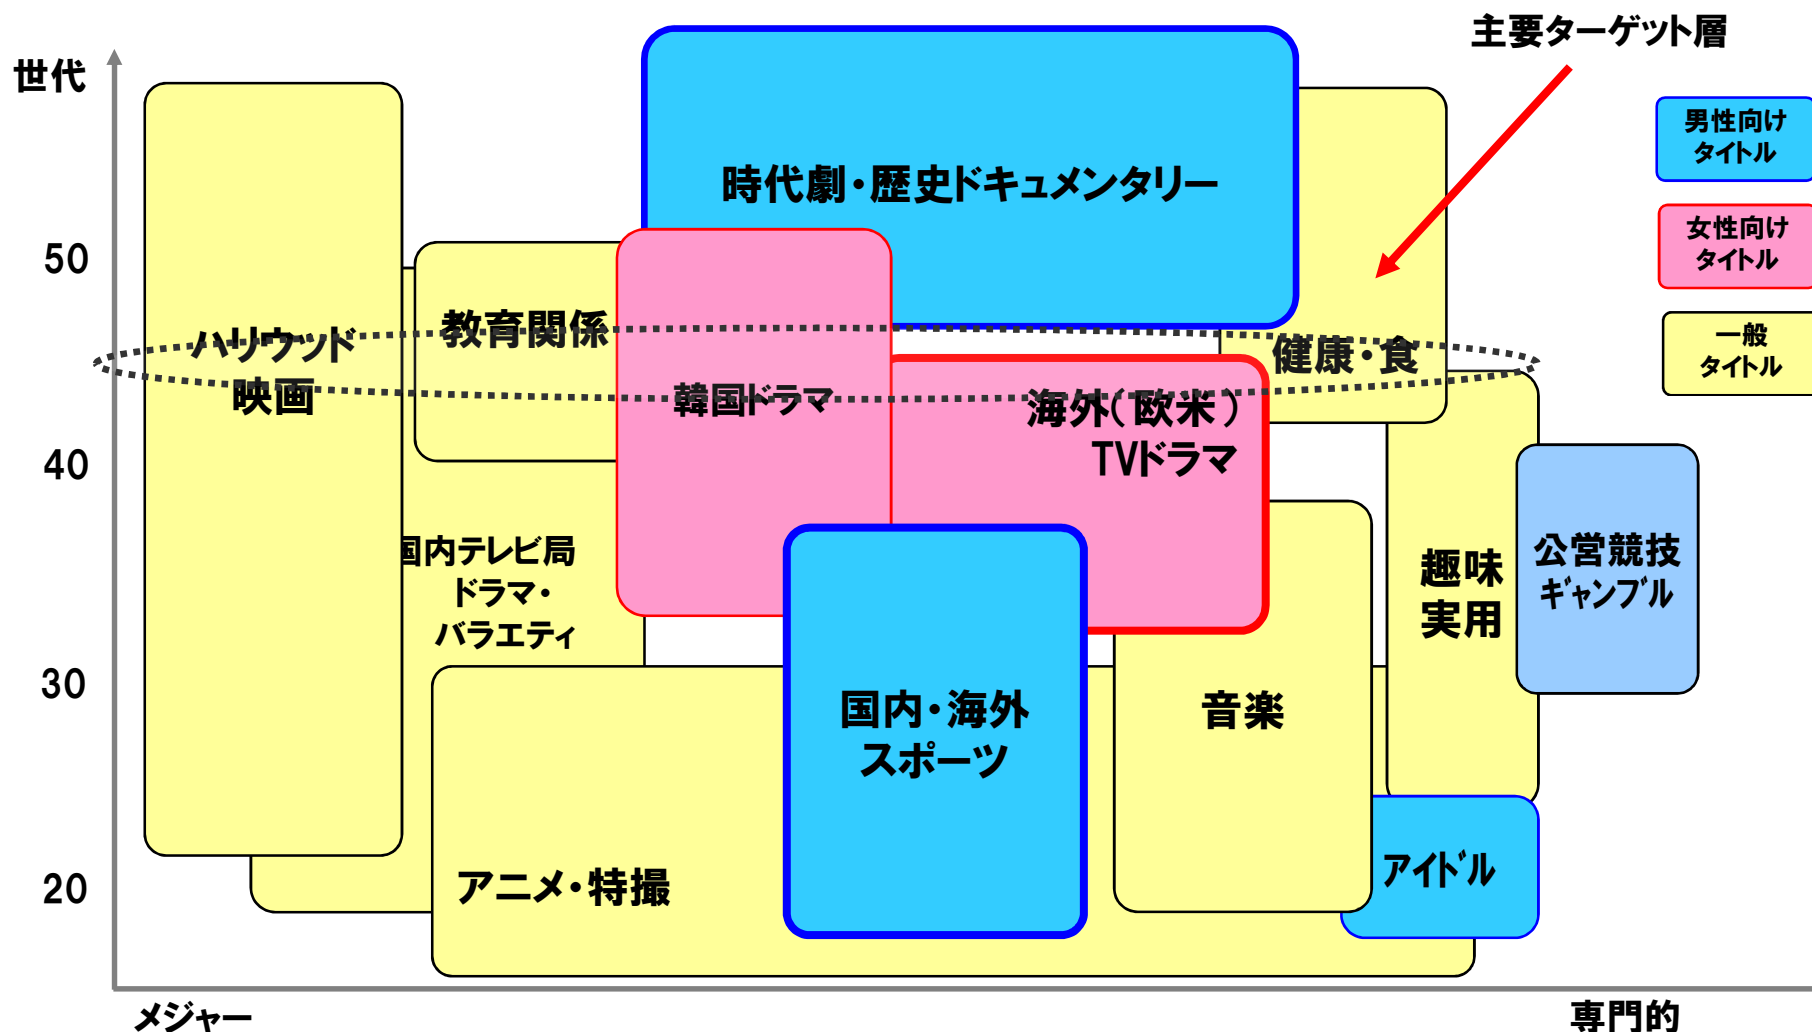 主要ターゲット層
世代
男性向け
タイトル
時代劇・歴史ドキュメンタリー
女性向け
タイトル
50
教育関係
ハリウッド
映画
韓国ドラマ
健康・食
一般
タイトル
海外(欧米)
TVドラマ
40
国内テレビ局
ドラマ・
バラエティ
趣味
実用
公営競技
ギャンブル
30
国内・海外
スポーツ
音楽
20
アニメ・特撮
アイドル
メジャー
専門的